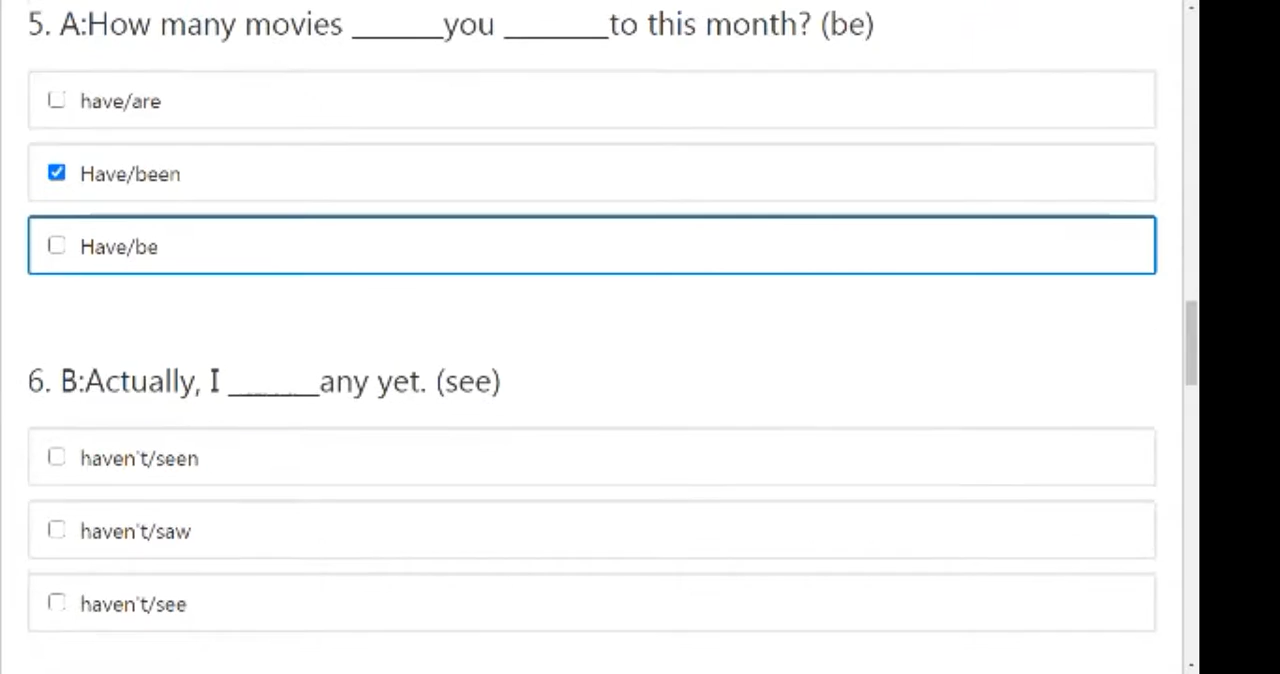 5. A:How many movies ______you _______to this month? (be)
have/are
Have/been
Have/be
6. B:Actually, I ______any yet. (see)
haven't/seen
haven't/saw
haven't/see